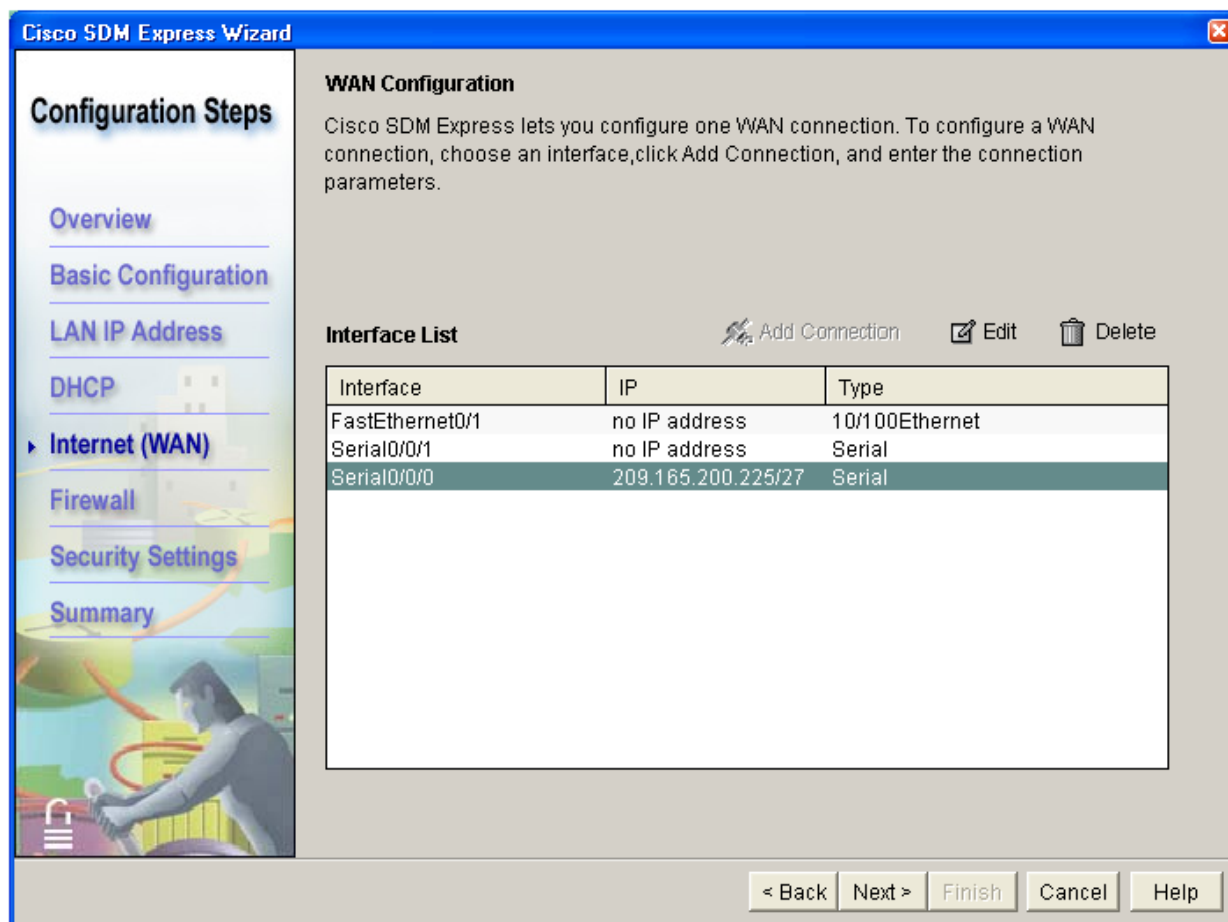 Cisco SDM Express Wizard
Configuration Steps
Overview
Basic Configuration
LAN IP Address
DHCP
Internet (WAN)
Firewall
Security Settings
Summary
WAN Configuration
Cisco SDM Express lets you configure one WAN connection. To configure a WAN
connection, choose an interface,click Add Connection, and enter the connection
parameters.
Interface List
Add Connection Edit Delete
Interface IP Type
FastEthernet0/1 no IP address 10/100Ethernet
Serial0/0/1 no IP address Serial
Serial0/0/0 209.165.200.225/27 Serial
< Back Next > Finish Cancel Help